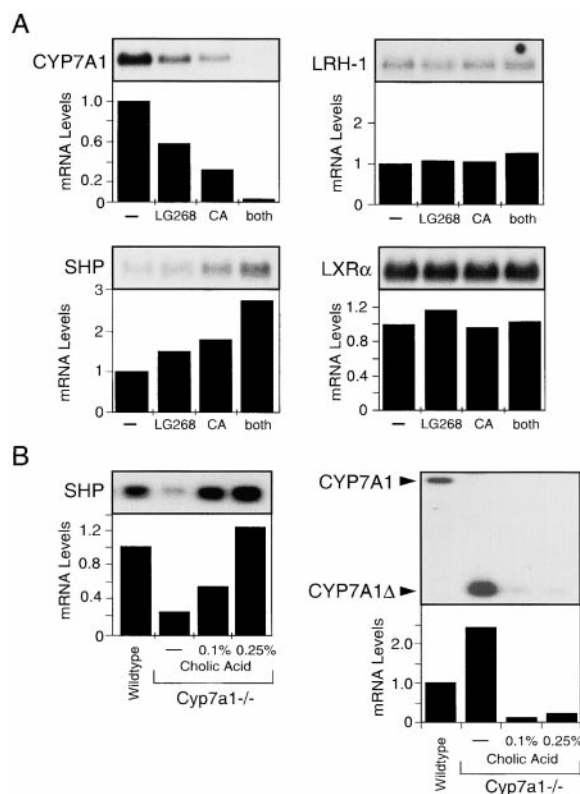 A
CYP7A1
mRNA Levels
1.0
0.6
0.2
0
— LG268 CA both
LRH-1
mRNA Levels
2
1
0
— LG268 CA both
SHP
mRNA Levels
3
2
1
0
— LG268 CA both
LXRα
mRNA Levels
1.2
0.8
0.4
0
— LG268 CA both
B
SHP
mRNA Levels
1.2
0.8
0.4
0
Wildtype
— 0.1% 0.25%
Cholic Acid
Cyp7a1-/-
CYP7A1
CYP7A1Δ
mRNA Levels
2.0
1.0
0
Wildtype
— 0.1% 0.25%
Cholic Acid
Cyp7a1-/-